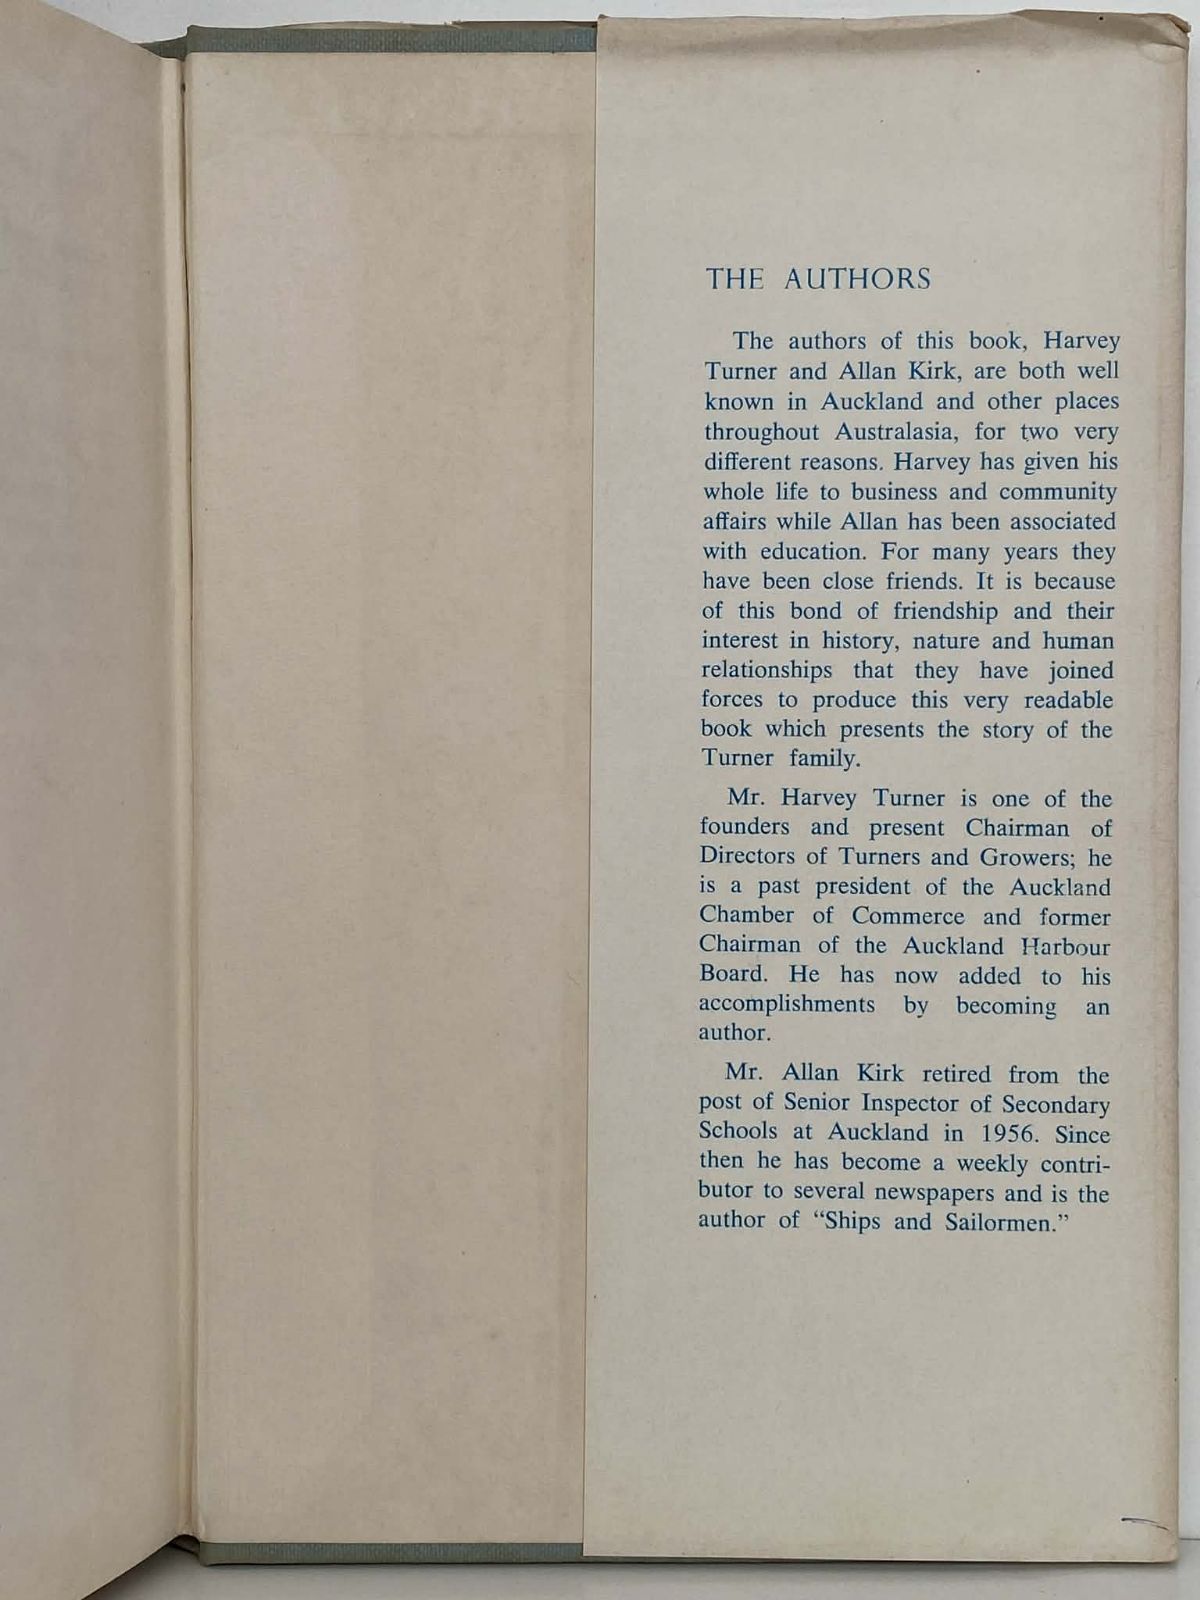 THE AUTHORS
The authors of this book, Harvey
Turner and Allan Kirk, are both well
known in Auckland and other places
throughout Australasia, for two very
different reasons. Harvey has given his
whole life to business and community
affairs while Allan has been associated
with education. For many years they
have been close friends. It is because
of this bond of friendship and their
interest in history, nature and human
relationships that they have joined
forces to produce this very readable
book which presents the story of the
Turner family.
Mr. Harvey Turner is one of the
founders and present Chairman of
Directors of Turners and Growers; he
is a past president of the Auckland
Chamber of Commerce and former
Chairman of the Auckland Harbour
Board. He has now added to his
accomplishments by becoming an
author.
Mr. Allan Kirk retired from the
post of Senior Inspector of Secondary
Schools at Auckland in 1956. Since
then he has become a weekly contri-
butor to several newspapers and is the
author of “Ships and Sailormen.”